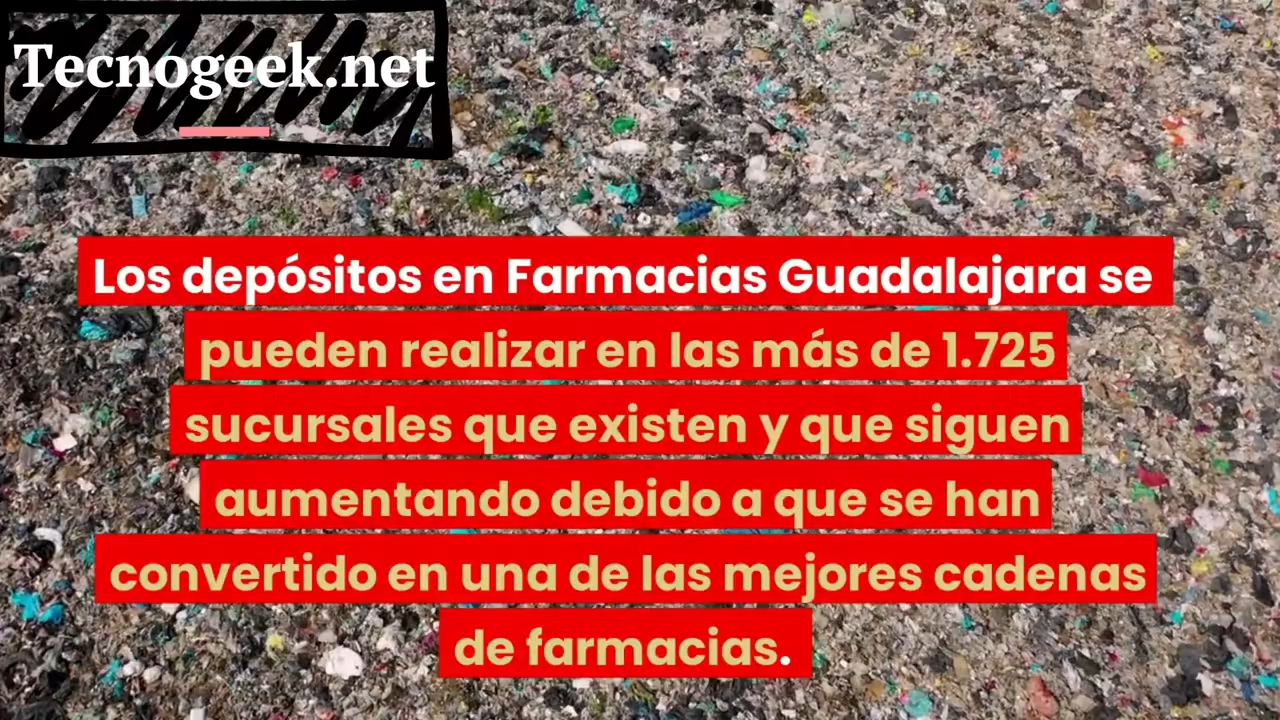 Tecnogeek.net
Los depósitos en Farmacias Guadalajara se
pueden realizar en las más de 1.725
sucursales que existen y que siguen
aumentando debido a que se han
convertido en una de las mejores cadenas
de farmacias.